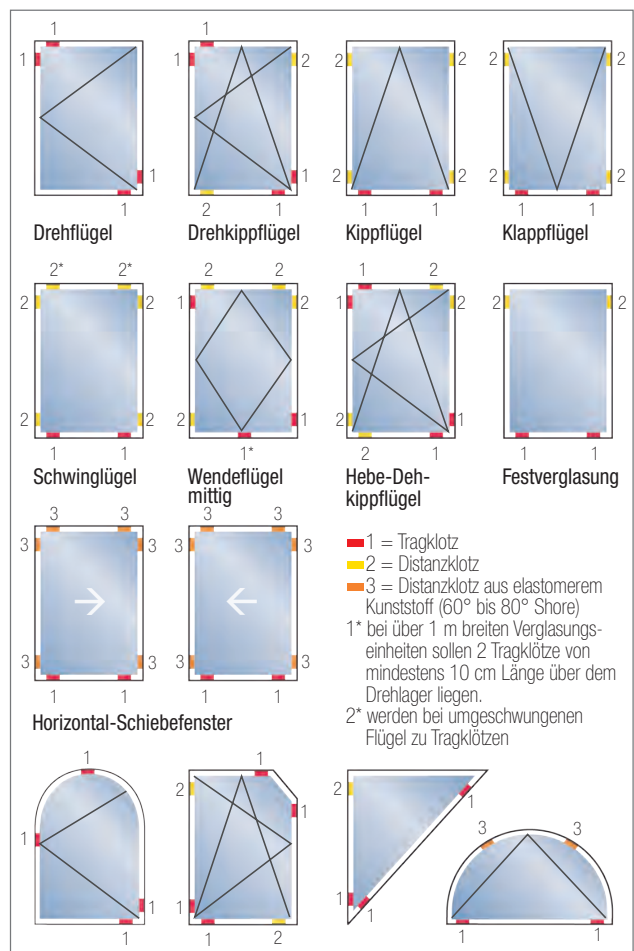 1
1 1 2 2 2 2 2
1 1 2 2 2 2
1 2 1 1 1 1 1
Drehflügel Drehkippflügel Kippflügel Klappflügel
2* 2* 2 2 1 2
2 2 1 2 2
2 2 2 1 1
1 1 1* 2 1 1 1
Schwinglügel Wendeflügel Hebe-Deh- Festverglasung
mittig kippflügel
3 3 3 3
3 3 3
3 3 3
1 1 1 1
Horizontal-Schiebefenster
1 = Tragklotz
2 = Distanzklotz
3 = Distanzklotz aus elastomerem
Kunststoff (60° bis 80° Shore)
1* bei über 1 m breiten Verglasungs-
einheiten sollen 2 Tragklötze von
mindestens 10 cm Länge über dem
Drehlager liegen.
2* werden bei umgeschwungenen
Flügel zu Tragklötzen
1 1
2 1 2 1
1 3 3
1 1 1 1
1 1 2 1 1